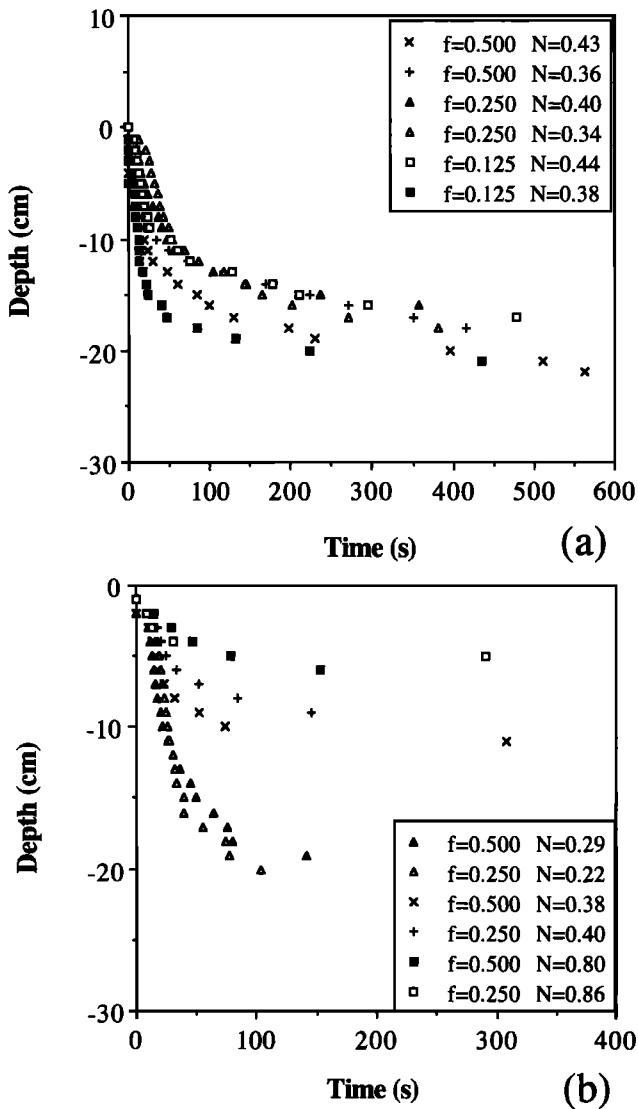 10
0
-10
-20
-30
Depth (cm)
f=0.500 N=0.43
f=0.500 N=0.36
f=0.250 N=0.40
f=0.250 N=0.34
f=0.125 N=0.44
f=0.125 N=0.38
0 100 200 300 400 500 600
Time (s)
(a)
0
-10
-20
-30
Depth (cm)
f=0.500 N=0.29
f=0.250 N=0.22
f=0.500 N=0.38
f=0.250 N=0.40
f=0.500 N=0.80
f=0.250 N=0.86
0 100 200 300 400
Time (s)
(b)